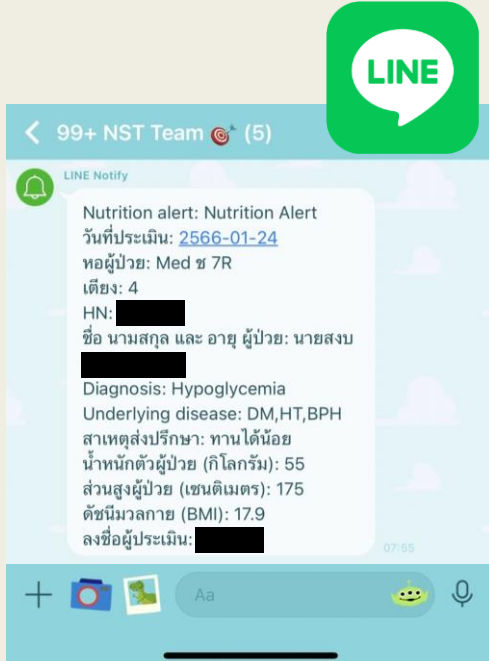 LINE
99+ NST Team (5)
LINE Notify
Nutrition alert: Nutrition Alert
วันที่ประเมิน: 2566-01-24
หอผู้ป่วย: Med ช 7R
เตียง: 4
HN:
ชื่อ นามสกุล และ อายุ ผู้ป่วย: นายสงบ
Diagnosis: Hypoglycemia
Underlying disease: DM,HT,BPH
สาเหตุส่งปรึกษา: ทานได้น้อย
น้ำหนักตัวผู้ป่วย (กิโลกรัม): 55
ส่วนสูงผู้ป่วย (เซนติเมตร): 175
ดัชนีมวลกาย (BMI): 17.9
ลงชื่อผู้ประเมิน:
07:55
Aa